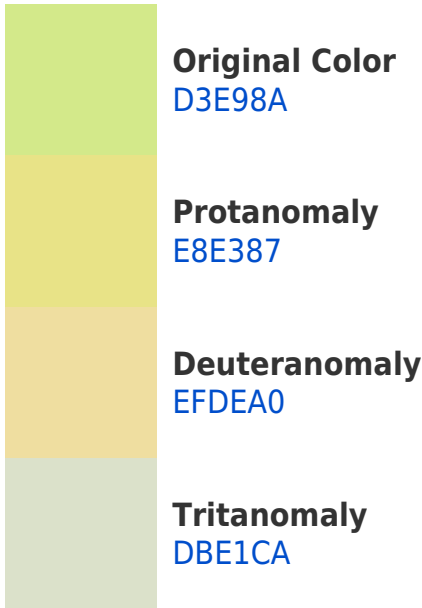 Original Color
D3E98A
Protanomaly
E8E387
Deuteranomaly
EFDEA0
Tritanomaly
DBE1CA